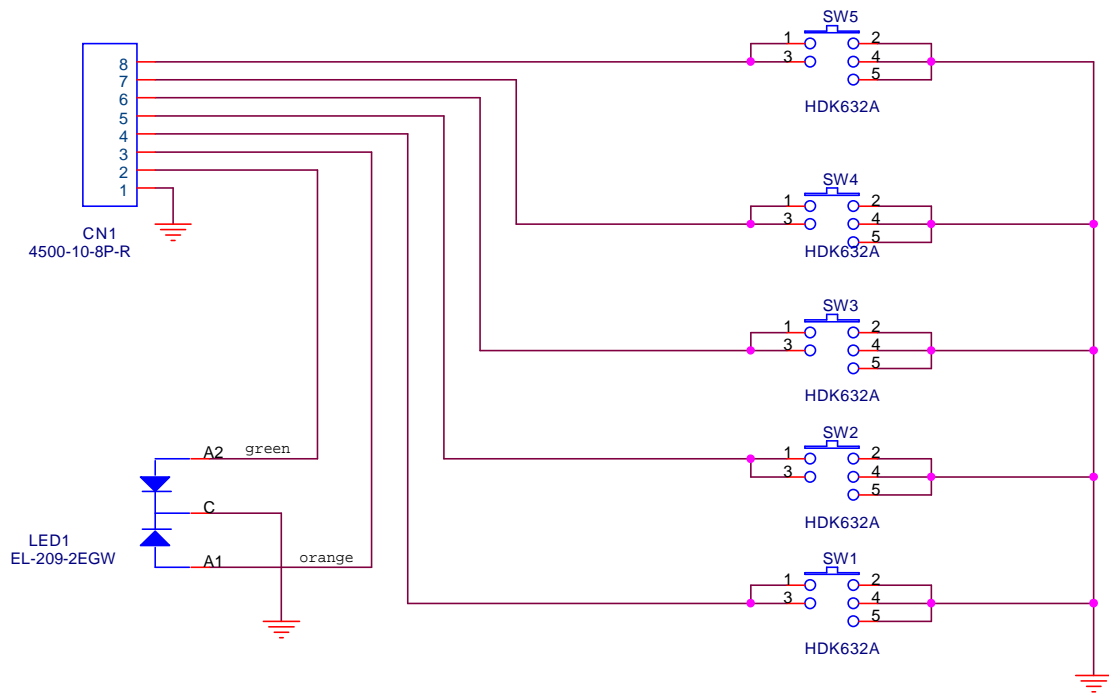 SW5
1 2
3 4
5
HDK632A
8
7
6
5
4
3
2
1
CN1
4500-10-8P-R
SW4
1 2
3 4
5
HDK632A
SW3
1 2
3 4
5
HDK632A
SW2
1 2
3 4
5
HDK632A
A2 green
C
LED1
EL-209-2EGW
A1 orange
SW1
1 2
3 4
5
HDK632A